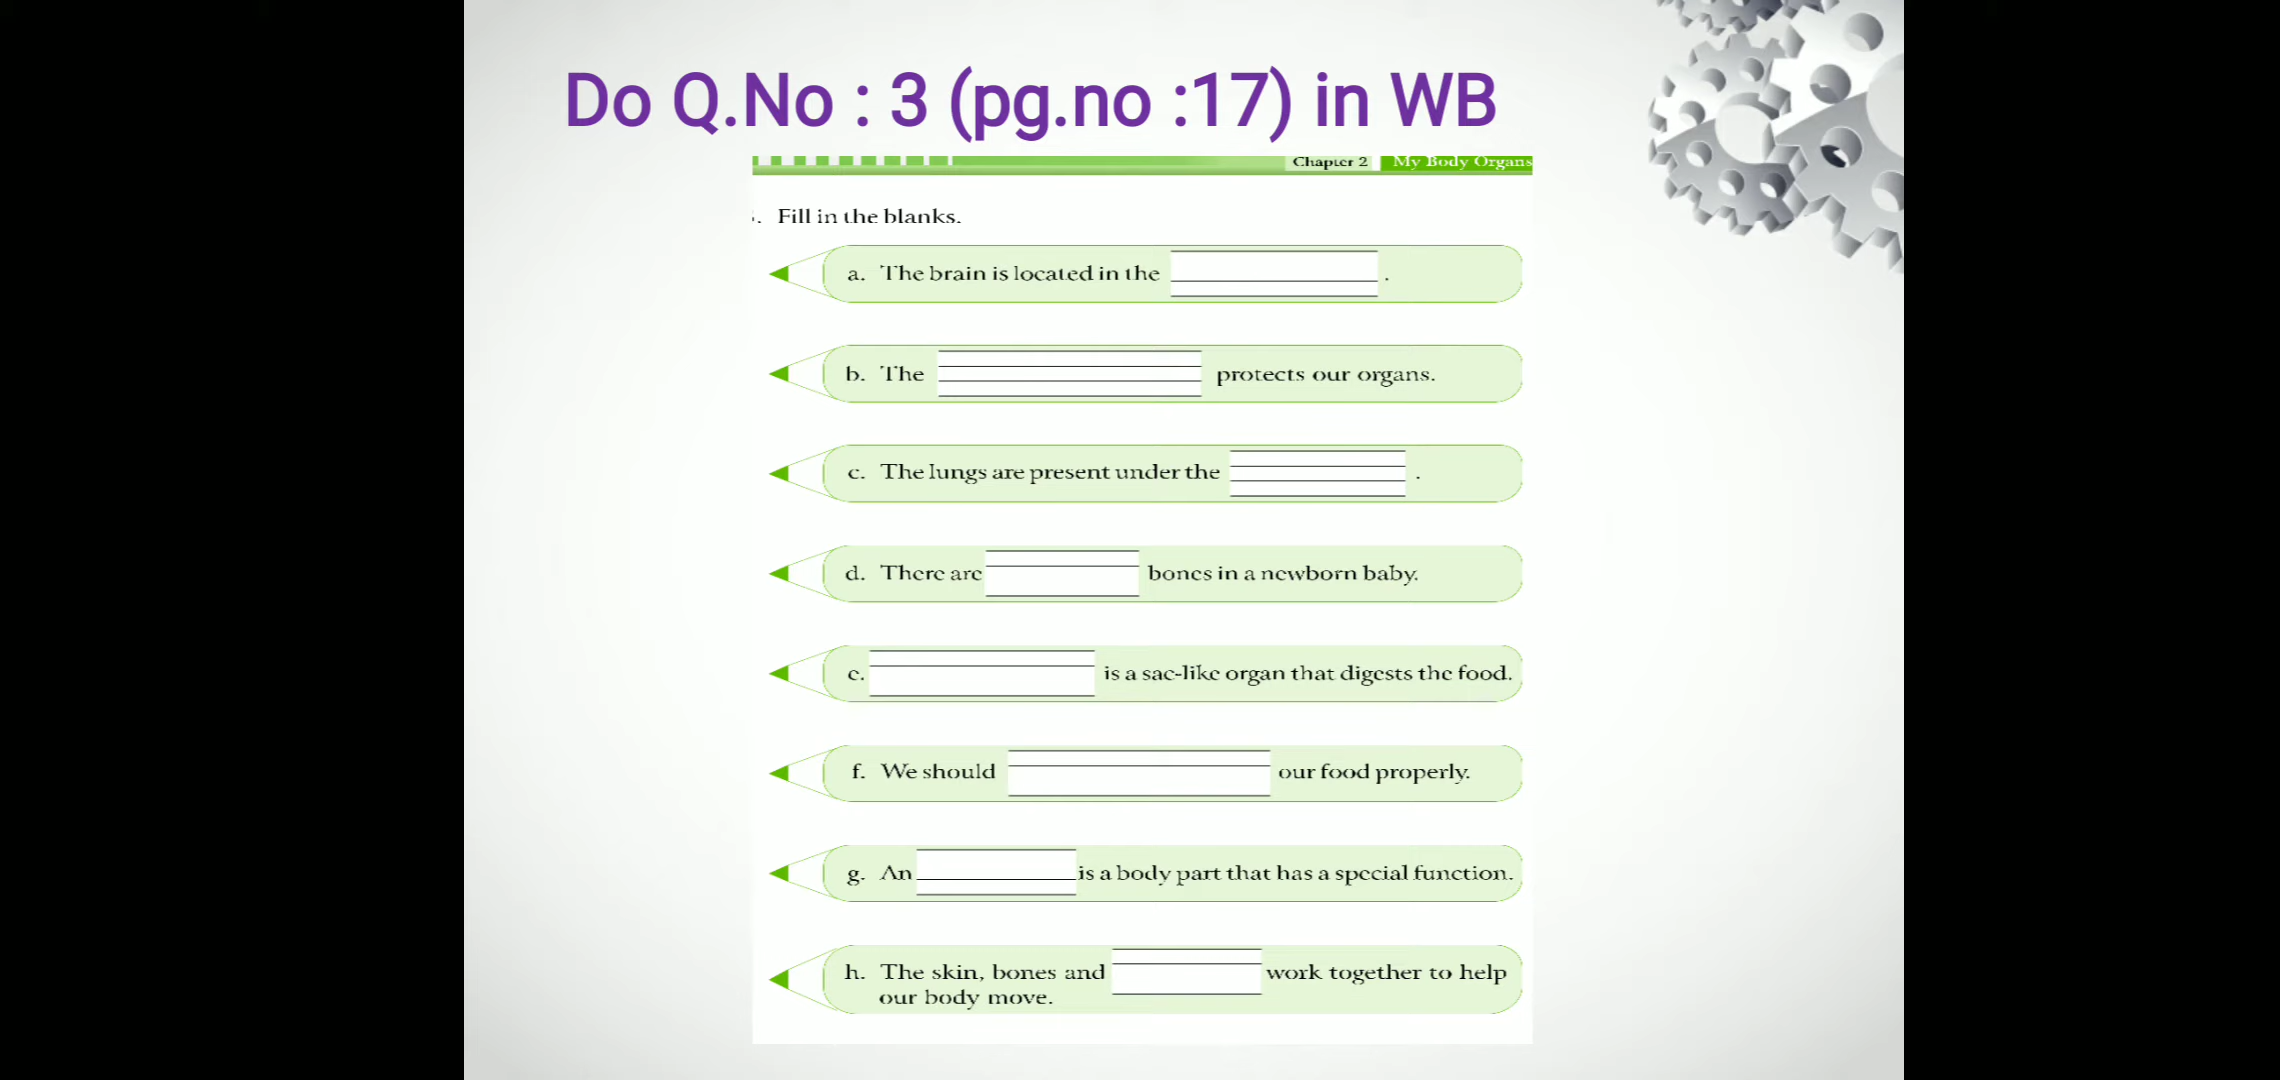 Do Q.No : 3 (pg.no :17) in WB
Chapter 2 My Body Organs
. Fill in the blanks.
a. The brain is located in the .
b. The protects our organs.
c. The lungs are present under the .
d. There are bones in a newborn baby.
e. is a sac-like organ that digests the food.
f. We should our food properly.
g. An is a body part that has a special function.
h. The skin, bones and work together to help
our body move.